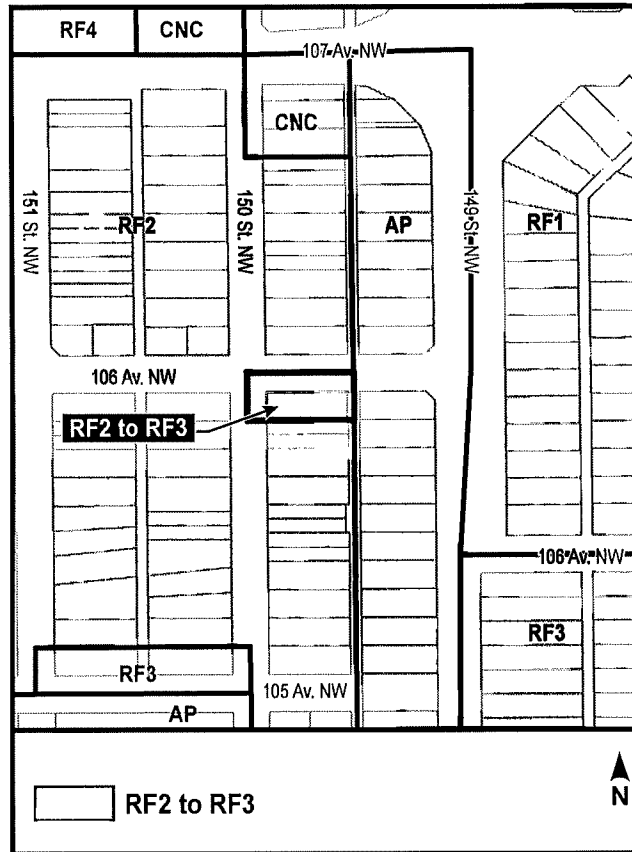 RF4
CNC
107 Av. NW
CNC
151 St. NW
RF2
150 St. NW
AP
149 St. NW
RF1
106 Av. NW
RF2 to RF3
106 Av. NW
RF3
RF3
105 Av. NW
AP
RF2 to RF3
N